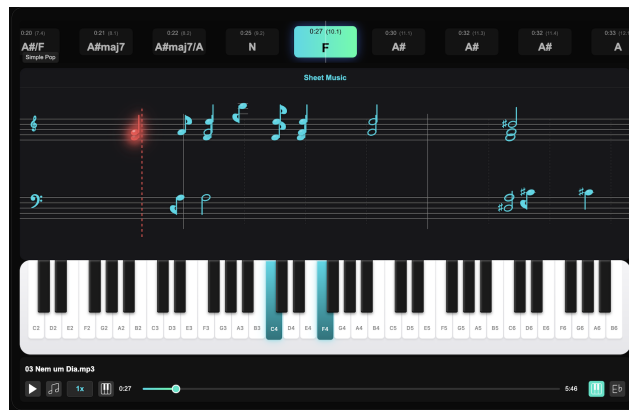 0:20 (7.4) 0:21 (8.1) 0:22 (8.2) 0:25 (9.2) 0:27 (10.1) 0:30 (11.1) 0:32 (11.3) 0:32 (11.4) 0:33 (12.1
A#/F A#maj7 A#maj7/A N F A# A# A# A
Simple Pop
Sheet Music
C2 D2 E2 F2 G2 A2 B2 C3 D3 E3 F3 G3 A3 B3 C4 D4 E4 F4 G4 A4 B4 C5 D5 E5 F5 G5 A5 B5 C6 D6 E6 F6 G6 A6 B6
03 Nem um Dia.mp3
1x 0:27 5:46 Eb